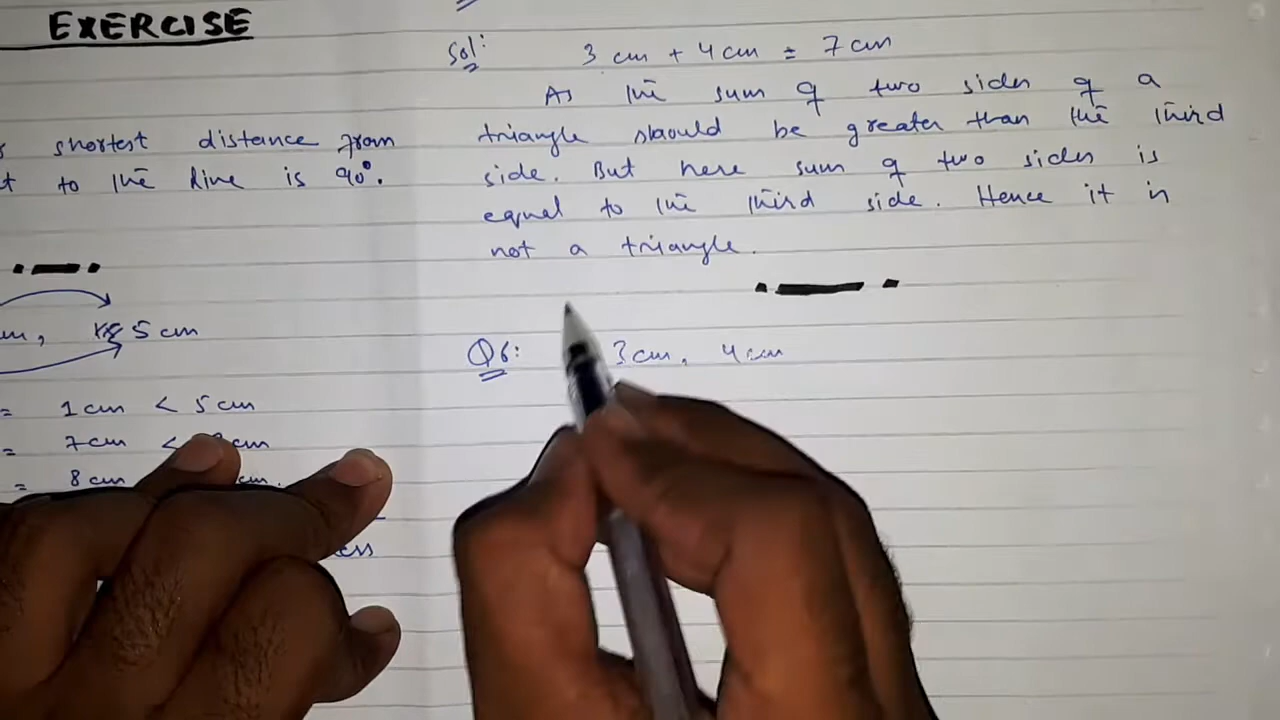 EXERCISE
shortest distance from
to the line is 90°.
5 cm
= 1 cm < 5 cm
= 7 cm < cm
= 8 cm cm.
Sol:
3 cm + 4 cm = 7 cm
As the sum of two sides of a
triangle should be greater than the third
side. But here sum of two sides is
equal to the third side. Hence it is
not a triangle.
Q6: 3 cm, 4 cm